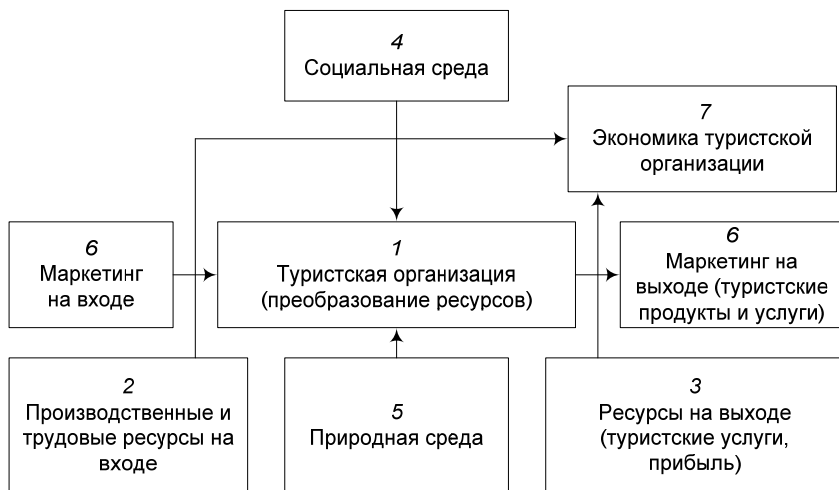 4
Социальная среда
7
Экономика туристской
организации
6
Маркетинг
на входе
1
Туристская организация
(преобразование ресурсов)
6
Маркетинг на
выходе (туристские
продукты и услуги)
2
Производственные и
трудовые ресурсы на
входе
5
Природная среда
3
Ресурсы на выходе
(туристские услуги,
прибыль)